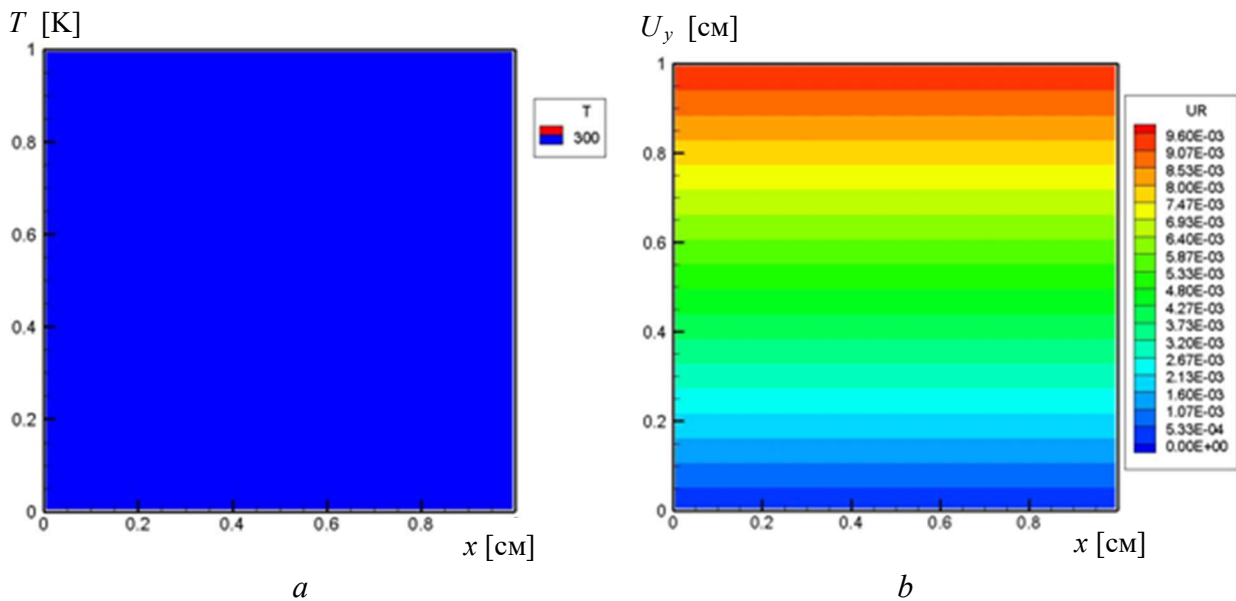 T [K]
1
0.8
0.6
0.4
0.2
0
0
0.2
0.4
0.6
0.8
x [см]
T
300
a
U_y [см]
1
0.8
0.6
0.4
0.2
0
0
0.2
0.4
0.6
0.8
x [см]
UR
9.60E-03
9.07E-03
8.53E-03
8.00E-03
7.47E-03
6.93E-03
6.40E-03
5.87E-03
5.33E-03
4.80E-03
4.27E-03
3.73E-03
3.20E-03
2.67E-03
2.13E-03
1.60E-03
1.07E-03
5.33E-04
0.00E+00
b